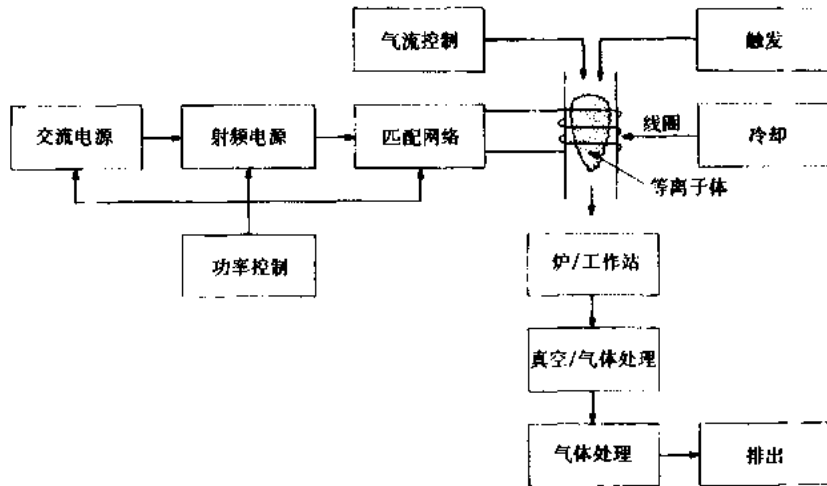 气流控制
触发
交流电源
射频电源
匹配网络
线圈
冷却
等离子体
功率控制
炉/工作站
真空/气体处理
气体处理
排出